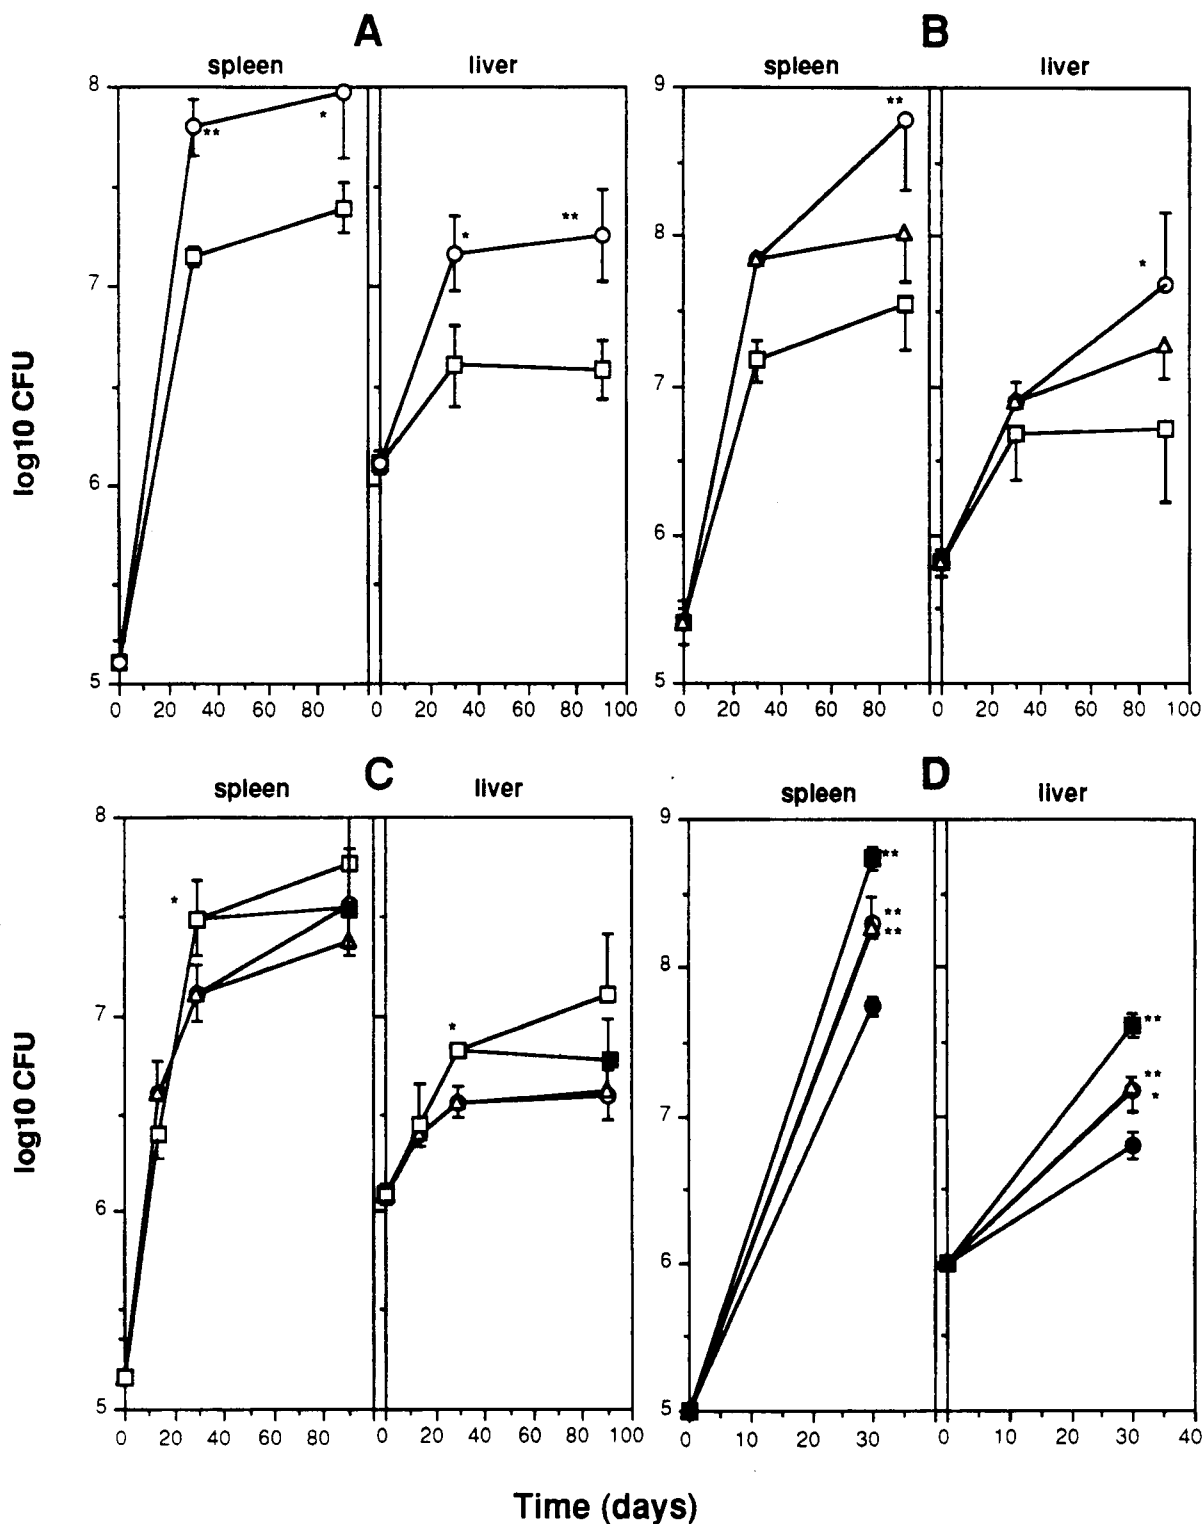 A B
spleen liver spleen liver
8 9
** * * ** ** *
7 8
log10 CFU 7
6 6
5 5
0 20 40 60 80 0 20 40 60 80 100 0 20 40 60 80 0 20 40 60 80 100
C D
spleen liver spleen liver
8 9
* * ** ** ** ** ** *
7 8
log10 CFU 7
6 6
5 5
0 20 40 60 80 0 20 40 60 80 100 0 10 20 30 0 10 20 30 40
Time (days)